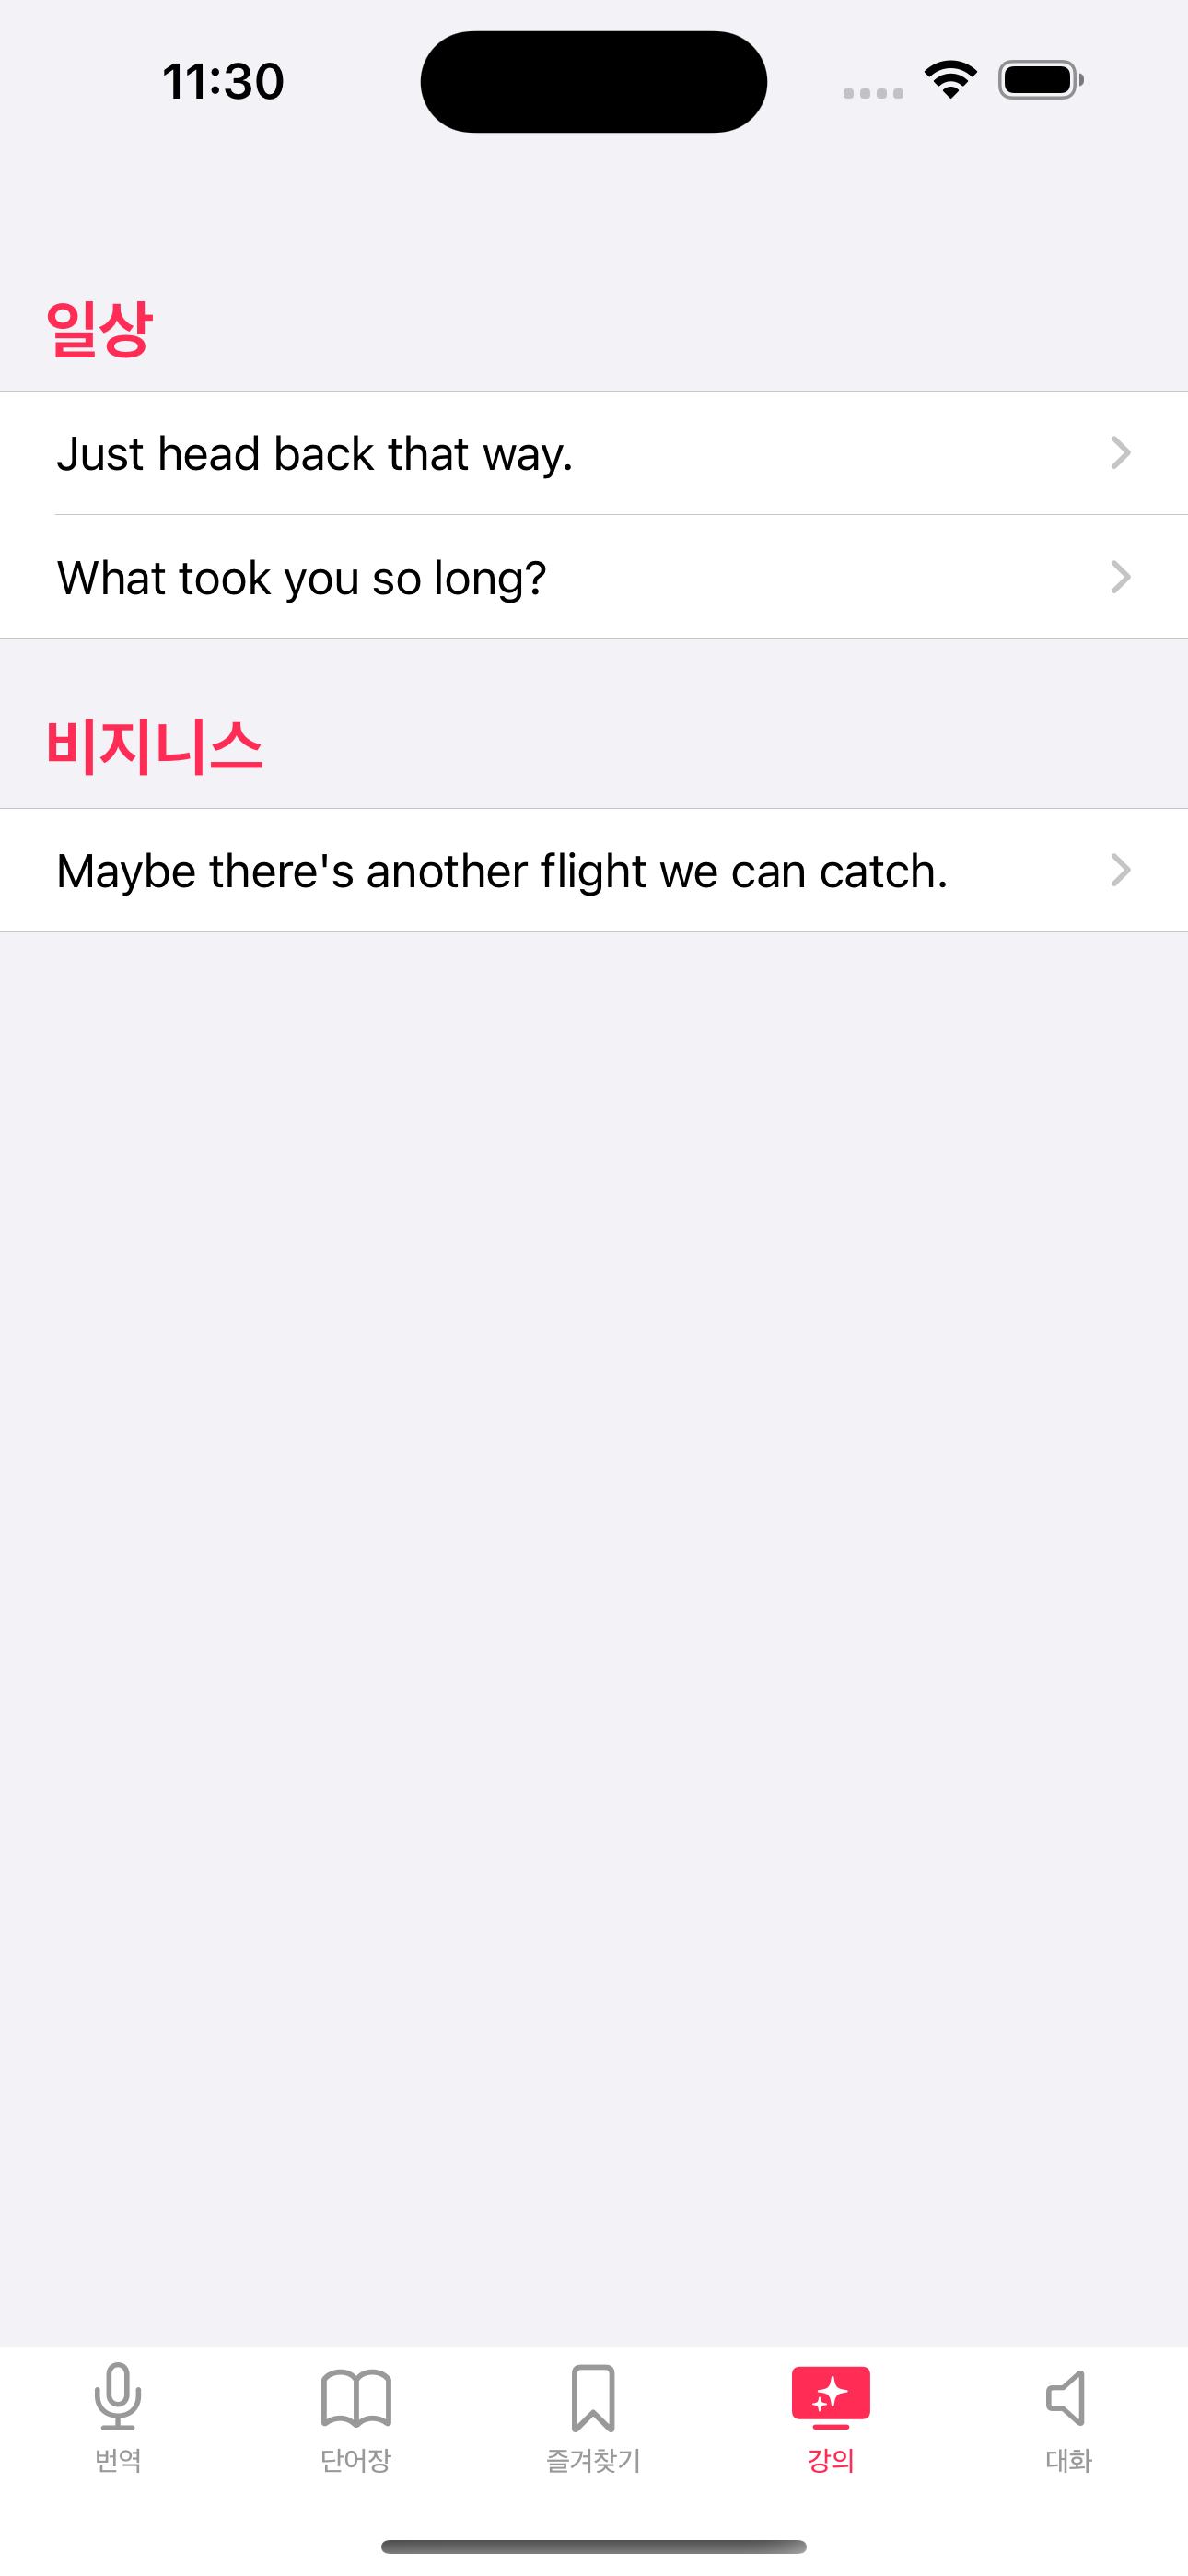 11:30
일상
Just head back that way.
What took you so long?
비지니스
Maybe there's another flight we can catch.
번역
단어장
즐겨찾기
강의
대화